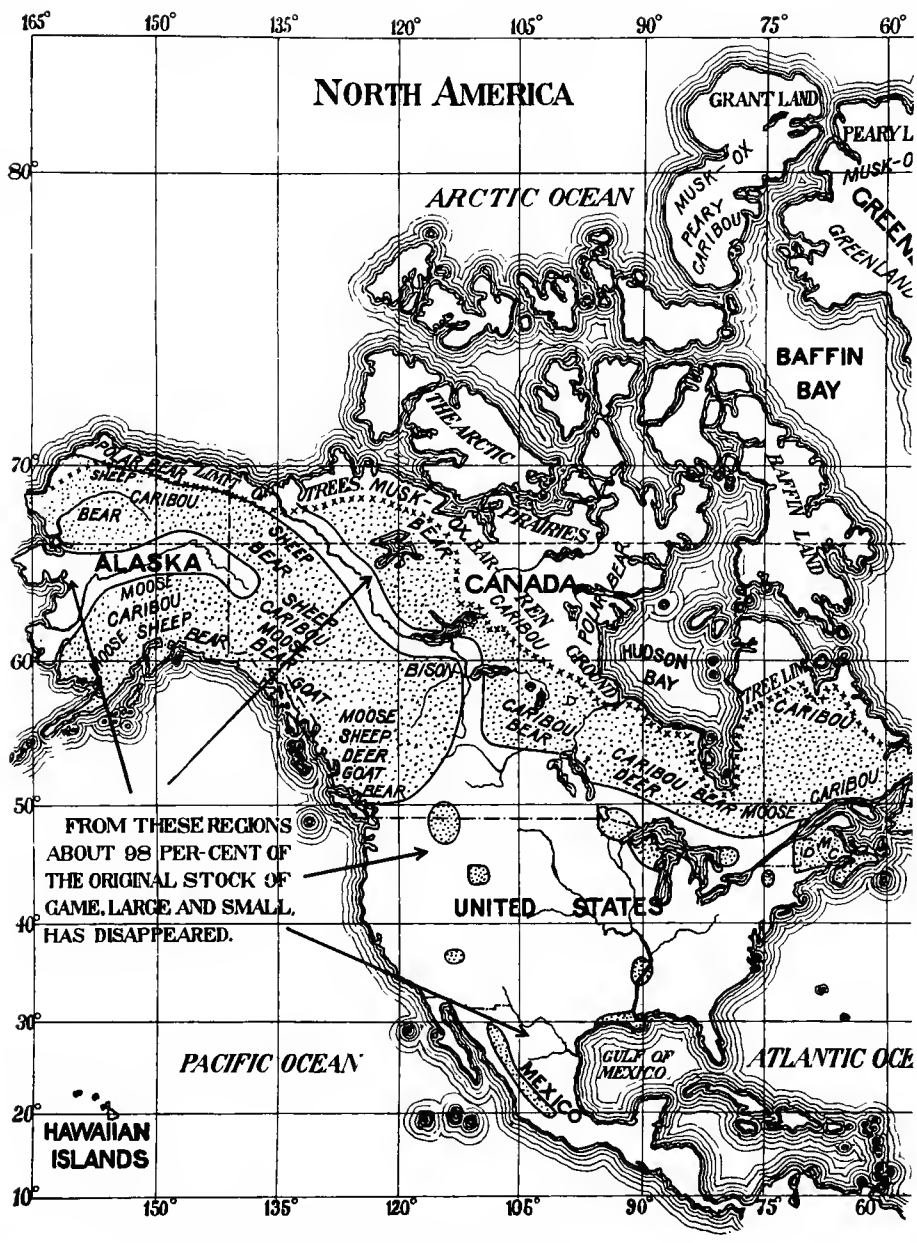 165° 150° 135° 120° 105° 90° 75° 60°
NORTH AMERICA
GRANT LAND
PEARY L
MUSK-O
80°
MUSK-OX
PEARY
CARIBOU
GREEN
GREENLAND
ARCTIC OCEAN
BAFFIN
BAY
THE ARCTIC
PRAIRIES
BAFFIN LAND
70°
POLAR BEAR LIMIT
SHEEP
CARIBOU
BEAR
TREES. MUSK-OX
BEAR
BARREN GROUND
CARIBOU
POLAR BEAR
SHEEP
BEAR
ALASKA
CANADA
MOOSE
CARIBOU
MOOSE SHEEP
BEAR
SHEEP
CARIBOU
MOOSE
BEAR
GOAT
GOAT
60°
BISON
HUDSON
BAY
TREE LIMIT
CARIBOU
CARIBOU
BEAR
MOOSE
SHEEP
DEER
GOAT
BEAR
CARIBOU BEAR
DEER
MOOSE
CARIBOU
50°
FROM THESE REGIONS
ABOUT 98 PER-CENT OF
THE ORIGINAL STOCK OF
GAME, LARGE AND SMALL,
HAS DISAPPEARED.
UNITED STATES
40°
30°
PACIFIC OCEAN
MEXICO
GULF OF
MEXICO
ATLANTIC OCE
20°
HAWAIIAN
ISLANDS
10°
150° 135° 120° 105° 90° 75° 60°